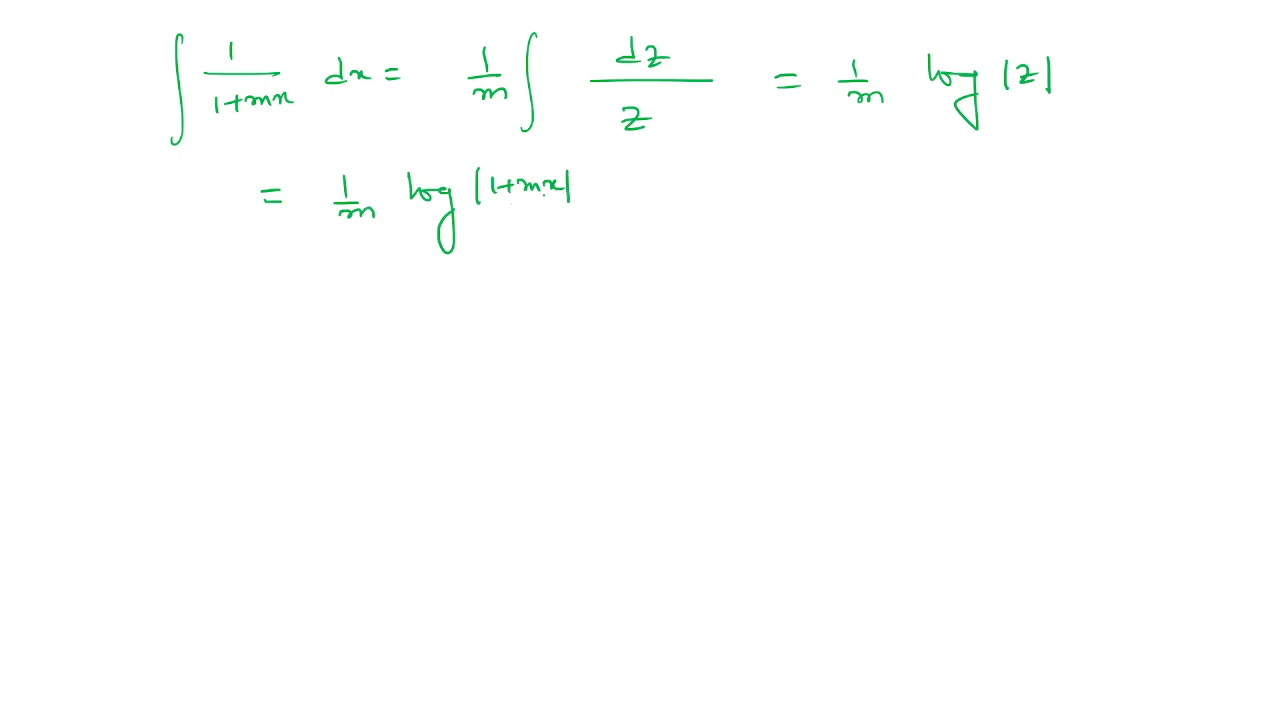 ∫ 1/(1+mx) dx = 1/m ∫ dz/z = 1/m log |z|
= 1/m log |1+mx|